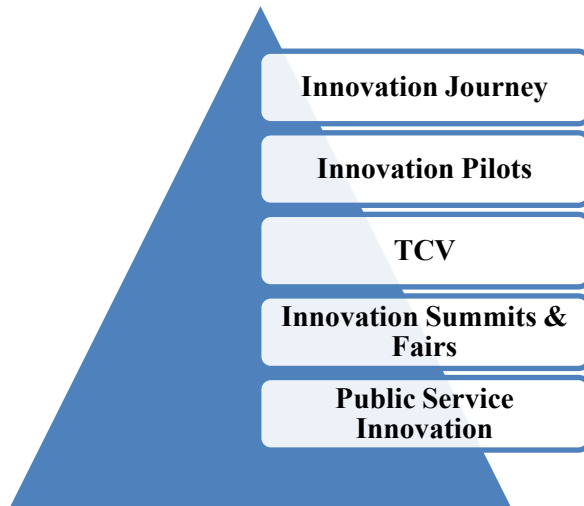 Innovation Journey
Innovation Pilots
TCV
Innovation Summits &
Fairs
Public Service
Innovation